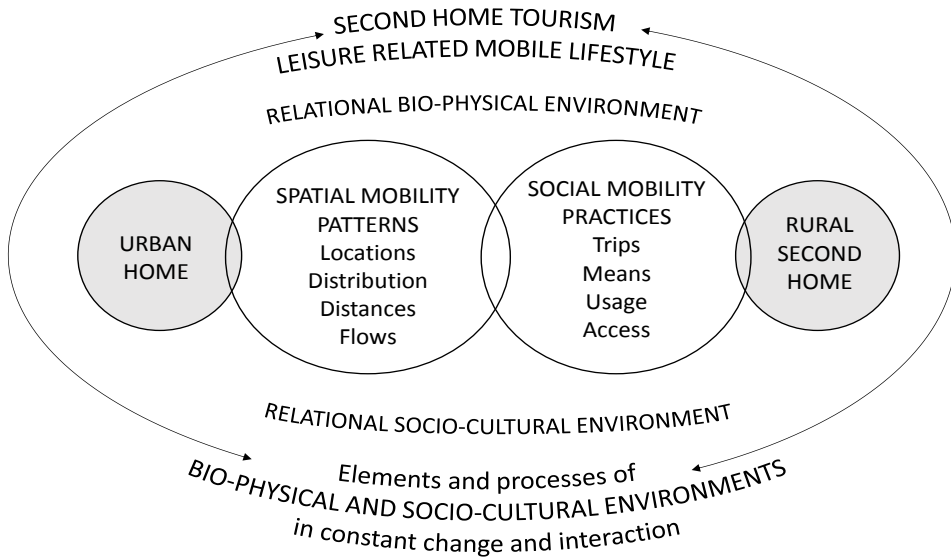 SECOND HOME TOURISM
LEISURE RELATED MOBILE LIFESTYLE
RELATIONAL BIO-PHYSICAL ENVIRONMENT
URBAN
HOME
SPATIAL MOBILITY
PATTERNS
Locations
Distribution
Distances
Flows
SOCIAL MOBILITY
PRACTICES
Trips
Means
Usage
Access
RURAL
SECOND
HOME
RELATIONAL SOCIO-CULTURAL ENVIRONMENT
Elements and processes of
BIO-PHYSICAL AND SOCIO-CULTURAL ENVIRONMENTS
in constant change and interaction